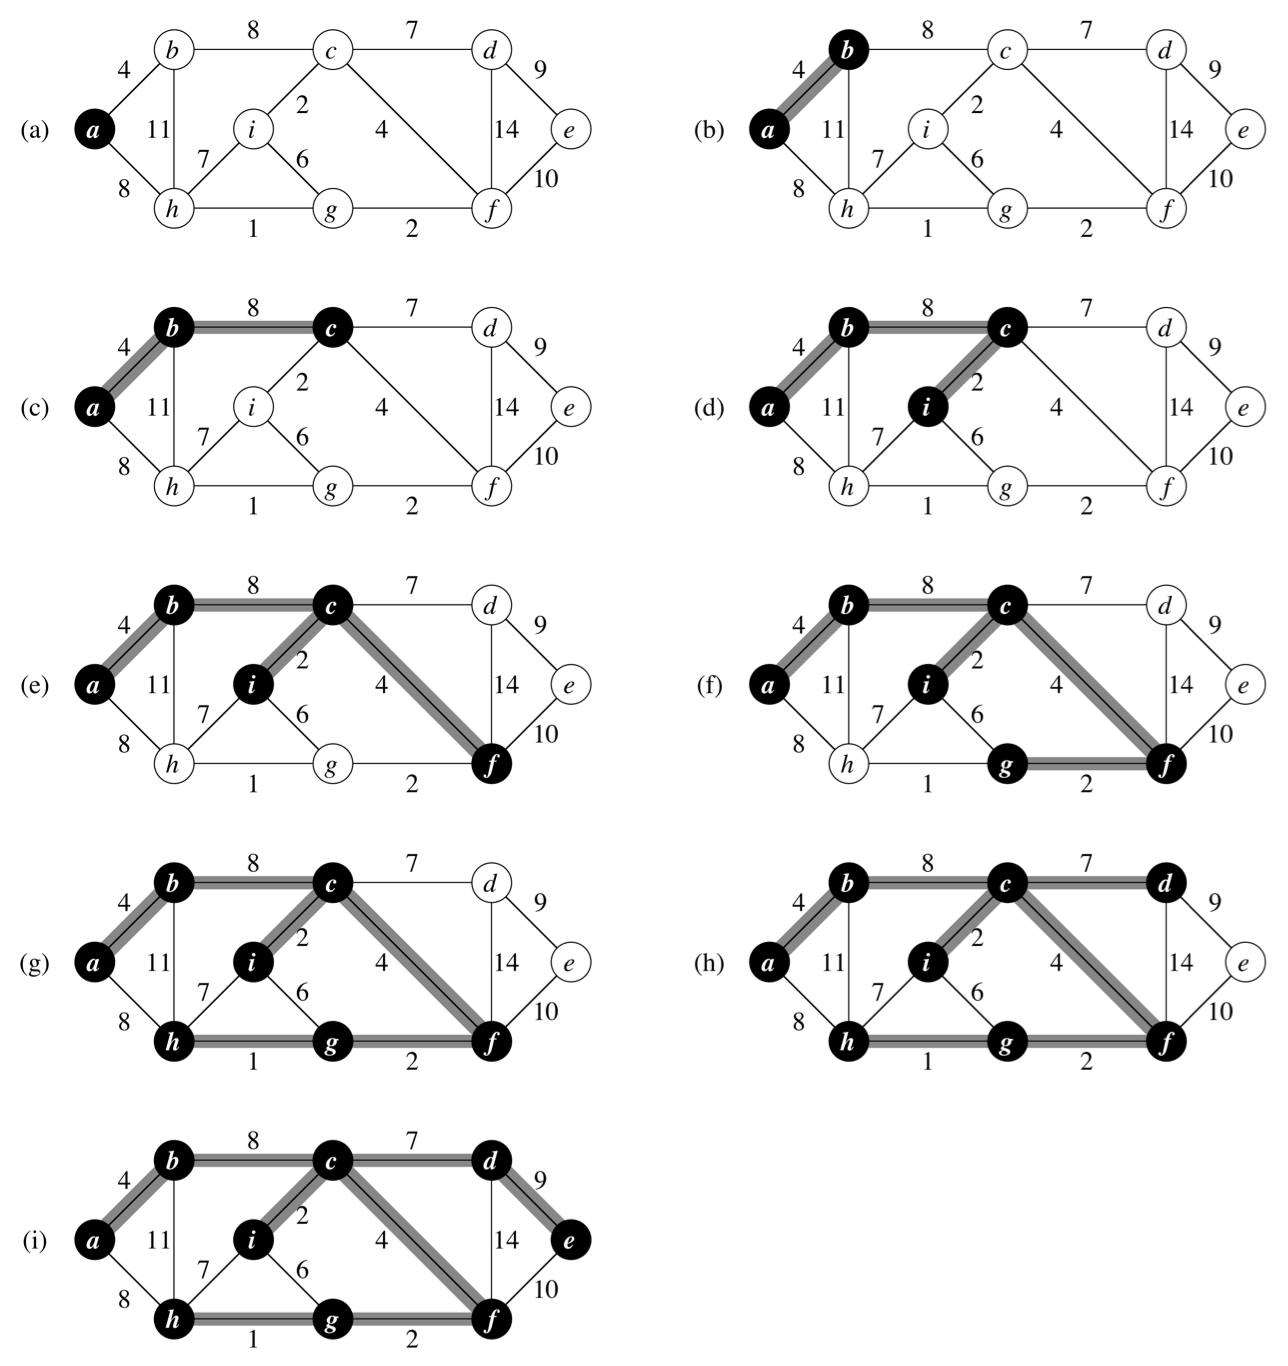 8 7 8 7
b c d b c d
4 9 4 9
2 2
(a) a 11 i 4 14 e (b) a 11 i 4 14 e
7 6 7 6
8 10 8 10
h g f h g f
1 2 1 2
8 7 8 7
b c d b c d
4 9 4 9
2 2
(c) a 11 i 4 14 e (d) a 11 i 4 14 e
7 6 7 6
8 10 8 10
h g f h g f
1 2 1 2
8 7 8 7
b c d b c d
4 9 4 9
2 2
(e) a 11 i 4 14 e (f) a 11 i 4 14 e
7 6 7 6
8 10 8 10
h g f h g f
1 2 1 2
8 7 8 7
b c d b c d
4 9 4 9
2 2
(g) a 11 i 4 14 e (h) a 11 i 4 14 e
7 6 7 6
8 10 8 10
h g f h g f
1 2 1 2
8 7
b c d
4 9
2
(i) a 11 i 4 14 e
7 6
8 10
h g f
1 2